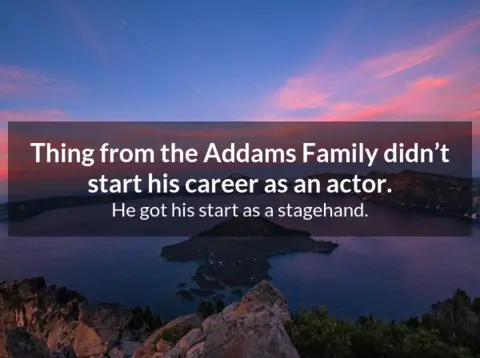 Thing from the Addams Family didn’t
start his career as an actor.
He got his start as a stagehand.